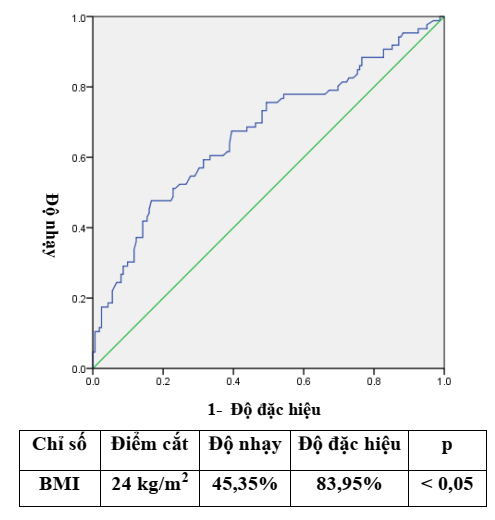 1.0
0.8
0.6
0.4
0.2
0.0
Độ nhạy
0.0 0.2 0.4 0.6 0.8 1.0
1- Độ đặc hiệu
Chỉ số Điểm cắt Độ nhạy Độ đặc hiệu p
BMI 24 kg/m² 45,35% 83,95% < 0,05